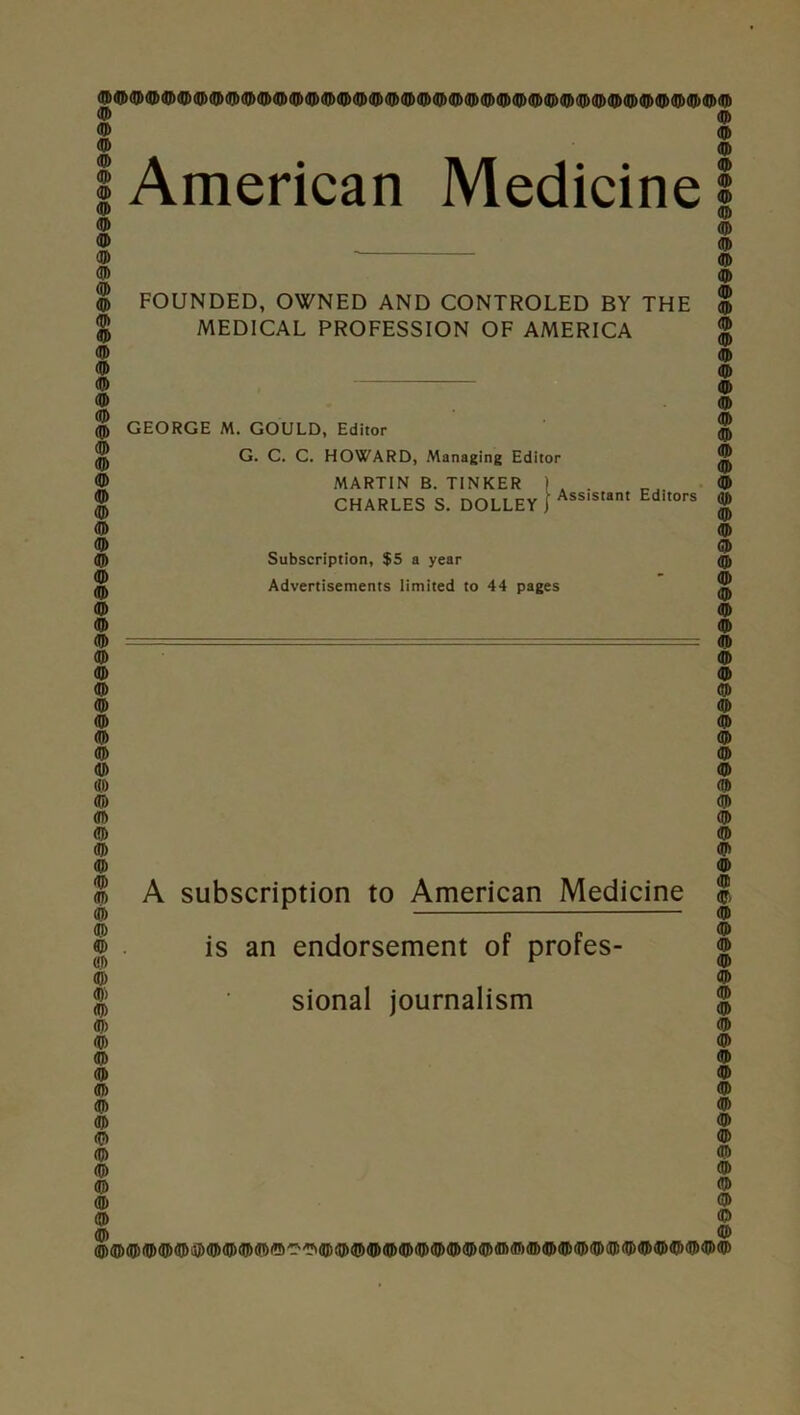 American Medicine
FOUNDED, OWNED AND CONTROLED BY THE
MEDICAL PROFESSION OF AMERICA
GEORGE M. GOULD, Editor
G. C. C. HOWARD, Managing Editor
MARTIN B. TINKER
CHARLES S. DOLLEY } Assistant Editors
Subscription, $5 a year
Advertisements limited to 44 pages
A subscription to American Medicine
is an endorsement of profes-
sional journalism